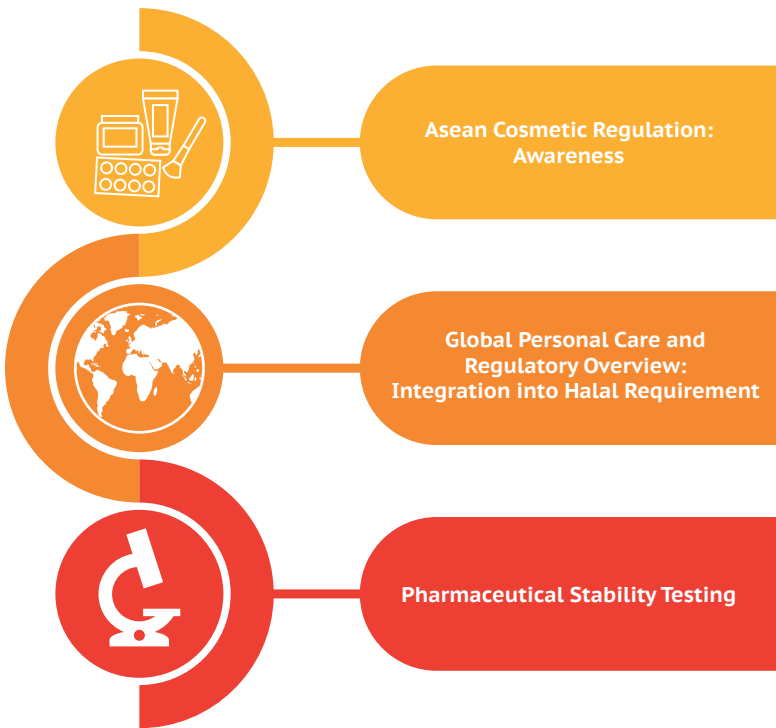 Asean Cosmetic Regulation:
Awareness
Global Personal Care and
Regulatory Overview:
Integration into Halal Requirement
Pharmaceutical Stability Testing